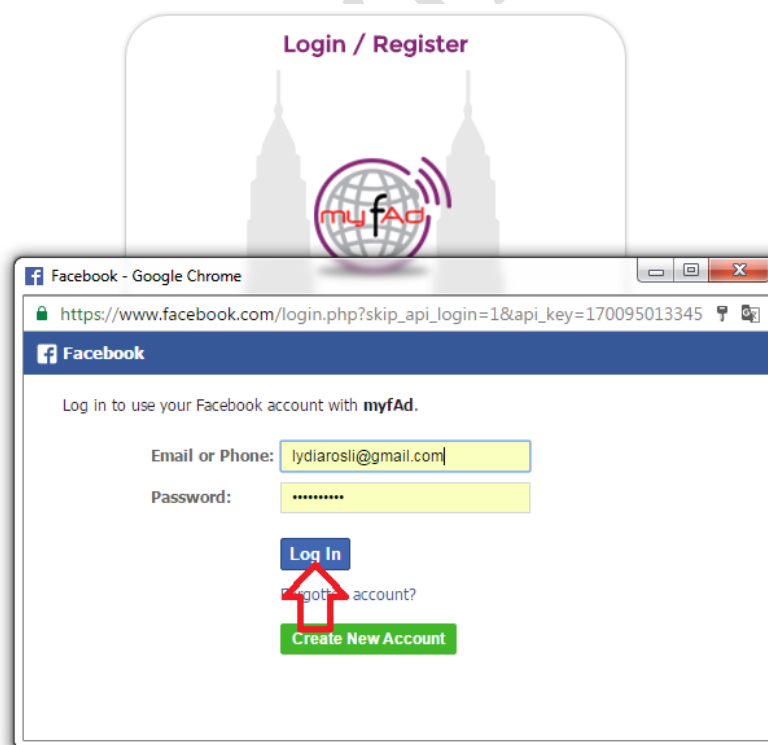 Login / Register
myfAd
Facebook - Google Chrome
https://www.facebook.com/login.php?skip_api_login=1&api_key=170095013345
Facebook
Log in to use your Facebook account with myfAd.
Email or Phone: lydiarosli@gmail.com
Password: ••••••••••
Log In
Forgotten account?
Create New Account